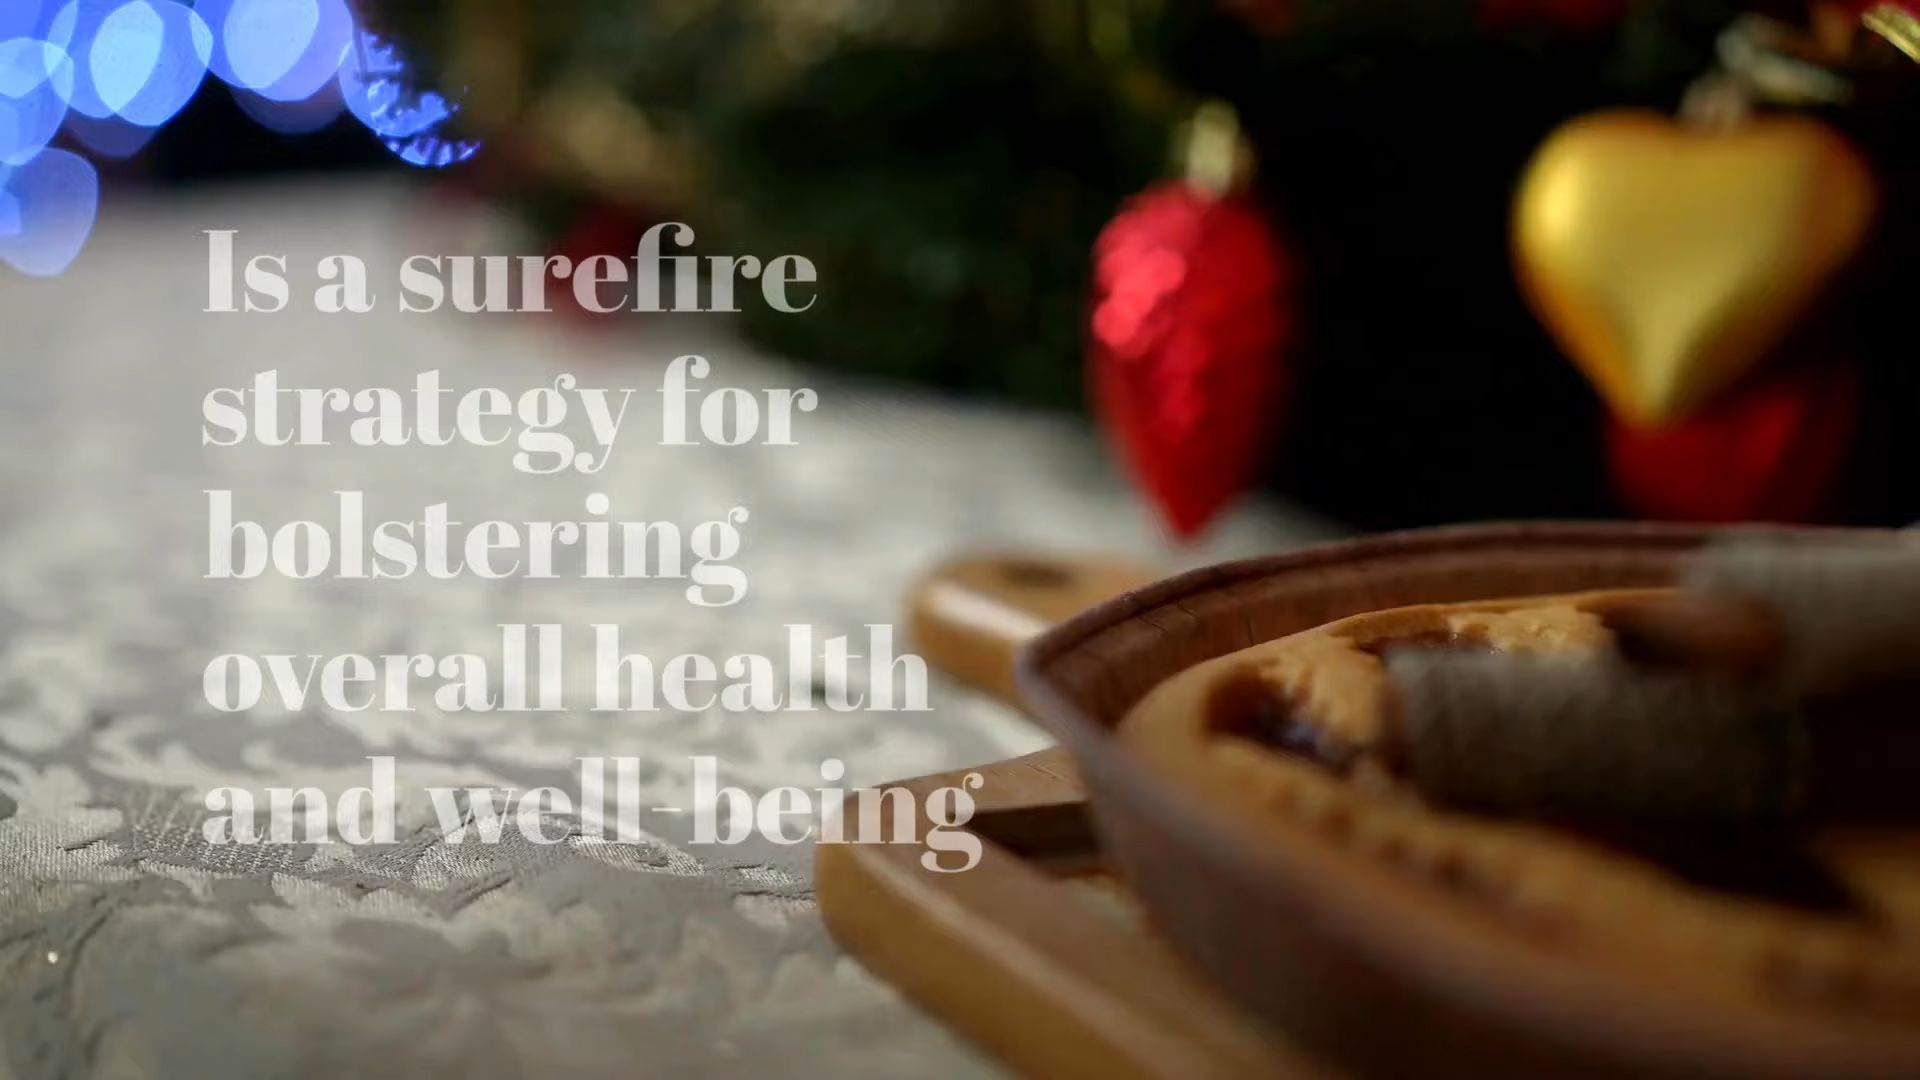 Is a surefire
strategy for
bolstering
overall health
and well-being